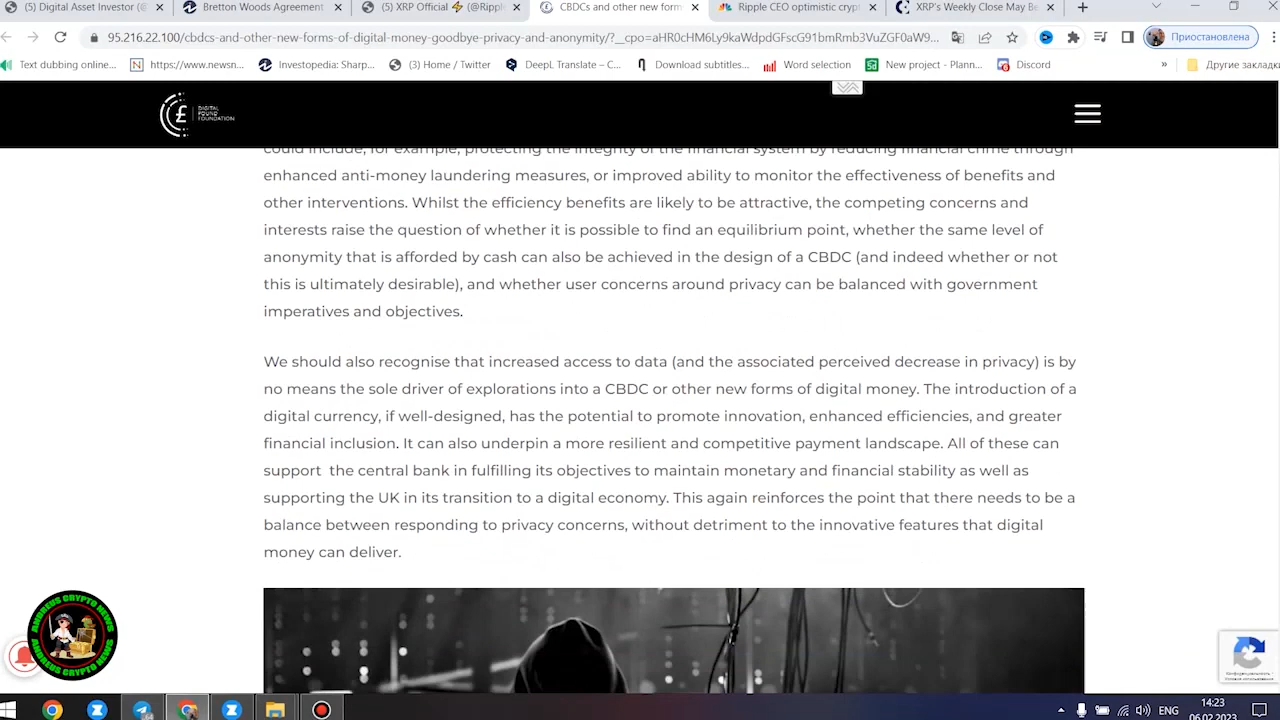 (5) Digital Asset Investor (@
Bretton Woods Agreement
(5) XRP Official ⚡ (@Rippl
CBDCs and other new form
Ripple CEO optimistic crypt
XRP's Weekly Close May Be
95.216.22.100/cbdcs-and-other-new-forms-of-digital-money-goodbye-privacy-and-anonymity/?__cpo=aHR0cHM6Ly9kaWdpdGFscG91bmRmb3VuZGF0aW9...
Приостановлена
Text dubbing online...
https://www.newsn...
Investopedia: Sharp...
(3) Home / Twitter
DeepL Translate – C...
Download subtitles...
Word selection
New project - Plann...
Discord
»
Другие закладки
DIGITAL
POUND
FOUNDATION
could include, for example, protecting the integrity of the financial system by reducing financial crime through
enhanced anti-money laundering measures, or improved ability to monitor the effectiveness of benefits and
other interventions. Whilst the efficiency benefits are likely to be attractive, the competing concerns and
interests raise the question of whether it is possible to find an equilibrium point, whether the same level of
anonymity that is afforded by cash can also be achieved in the design of a CBDC (and indeed whether or not
this is ultimately desirable), and whether user concerns around privacy can be balanced with government
imperatives and objectives.
We should also recognise that increased access to data (and the associated perceived decrease in privacy) is by
no means the sole driver of explorations into a CBDC or other new forms of digital money. The introduction of a
digital currency, if well-designed, has the potential to promote innovation, enhanced efficiencies, and greater
financial inclusion. It can also underpin a more resilient and competitive payment landscape. All of these can
support the central bank in fulfilling its objectives to maintain monetary and financial stability as well as
supporting the UK in its transition to a digital economy. This again reinforces the point that there needs to be a
balance between responding to privacy concerns, without detriment to the innovative features that digital
money can deliver.
ANDREUS CRYPTO NEWS
ANDREUS CRYPTO NEWS
Конфиденциальность -
Условия использования
ENG
14:23
06.02.2023